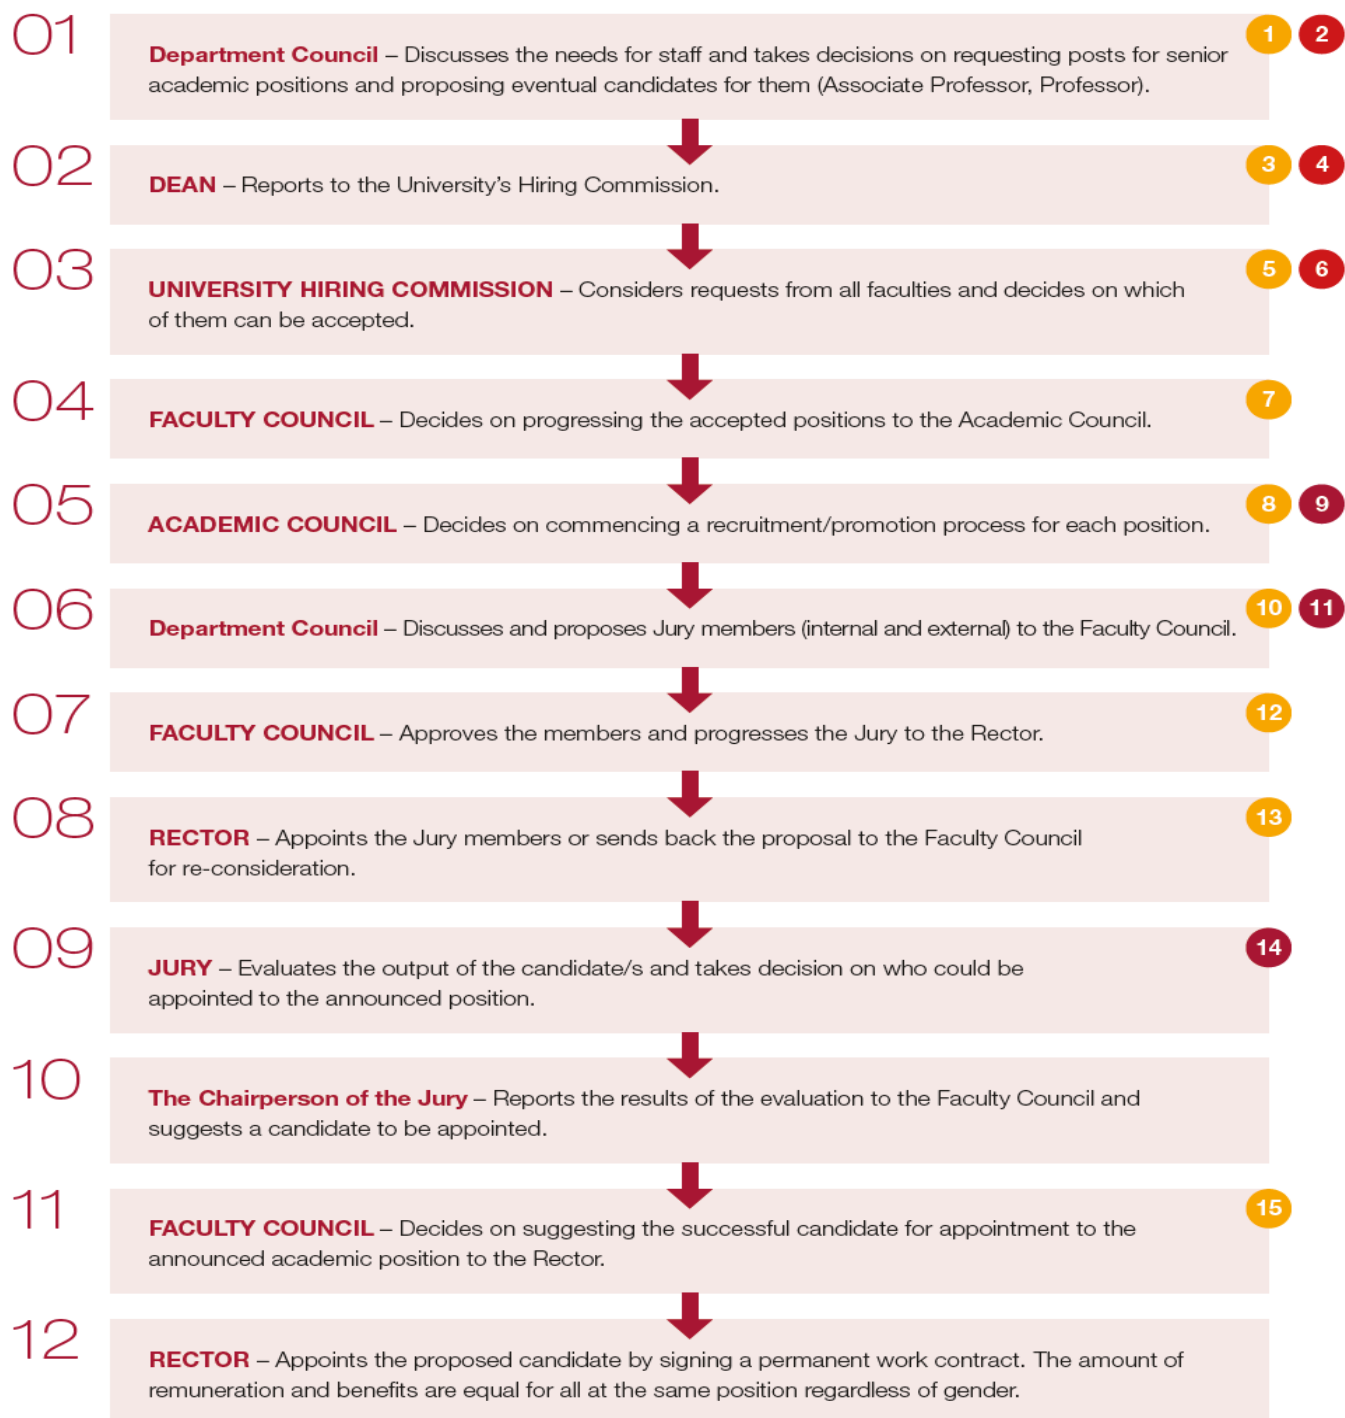 01
1 2
Department Council – Discusses the needs for staff and takes decisions on requesting posts for senior
academic positions and proposing eventual candidates for them (Associate Professor, Professor).
02
3 4
DEAN – Reports to the University’s Hiring Commission.
03
5 6
UNIVERSITY HIRING COMMISSION – Considers requests from all faculties and decides on which
of them can be accepted.
04
7
FACULTY COUNCIL – Decides on progressing the accepted positions to the Academic Council.
05
8 9
ACADEMIC COUNCIL – Decides on commencing a recruitment/promotion process for each position.
06
10 11
Department Council – Discusses and proposes Jury members (internal and external) to the Faculty Council.
07
12
FACULTY COUNCIL – Approves the members and progresses the Jury to the Rector.
08
13
RECTOR – Appoints the Jury members or sends back the proposal to the Faculty Council
for re-consideration.
09
14
JURY – Evaluates the output of the candidate/s and takes decision on who could be
appointed to the announced position.
10
The Chairperson of the Jury – Reports the results of the evaluation to the Faculty Council and
suggests a candidate to be appointed.
11
15
FACULTY COUNCIL – Decides on suggesting the successful candidate for appointment to the
announced academic position to the Rector.
12
RECTOR – Appoints the proposed candidate by signing a permanent work contract. The amount of
remuneration and benefits are equal for all at the same position regardless of gender.